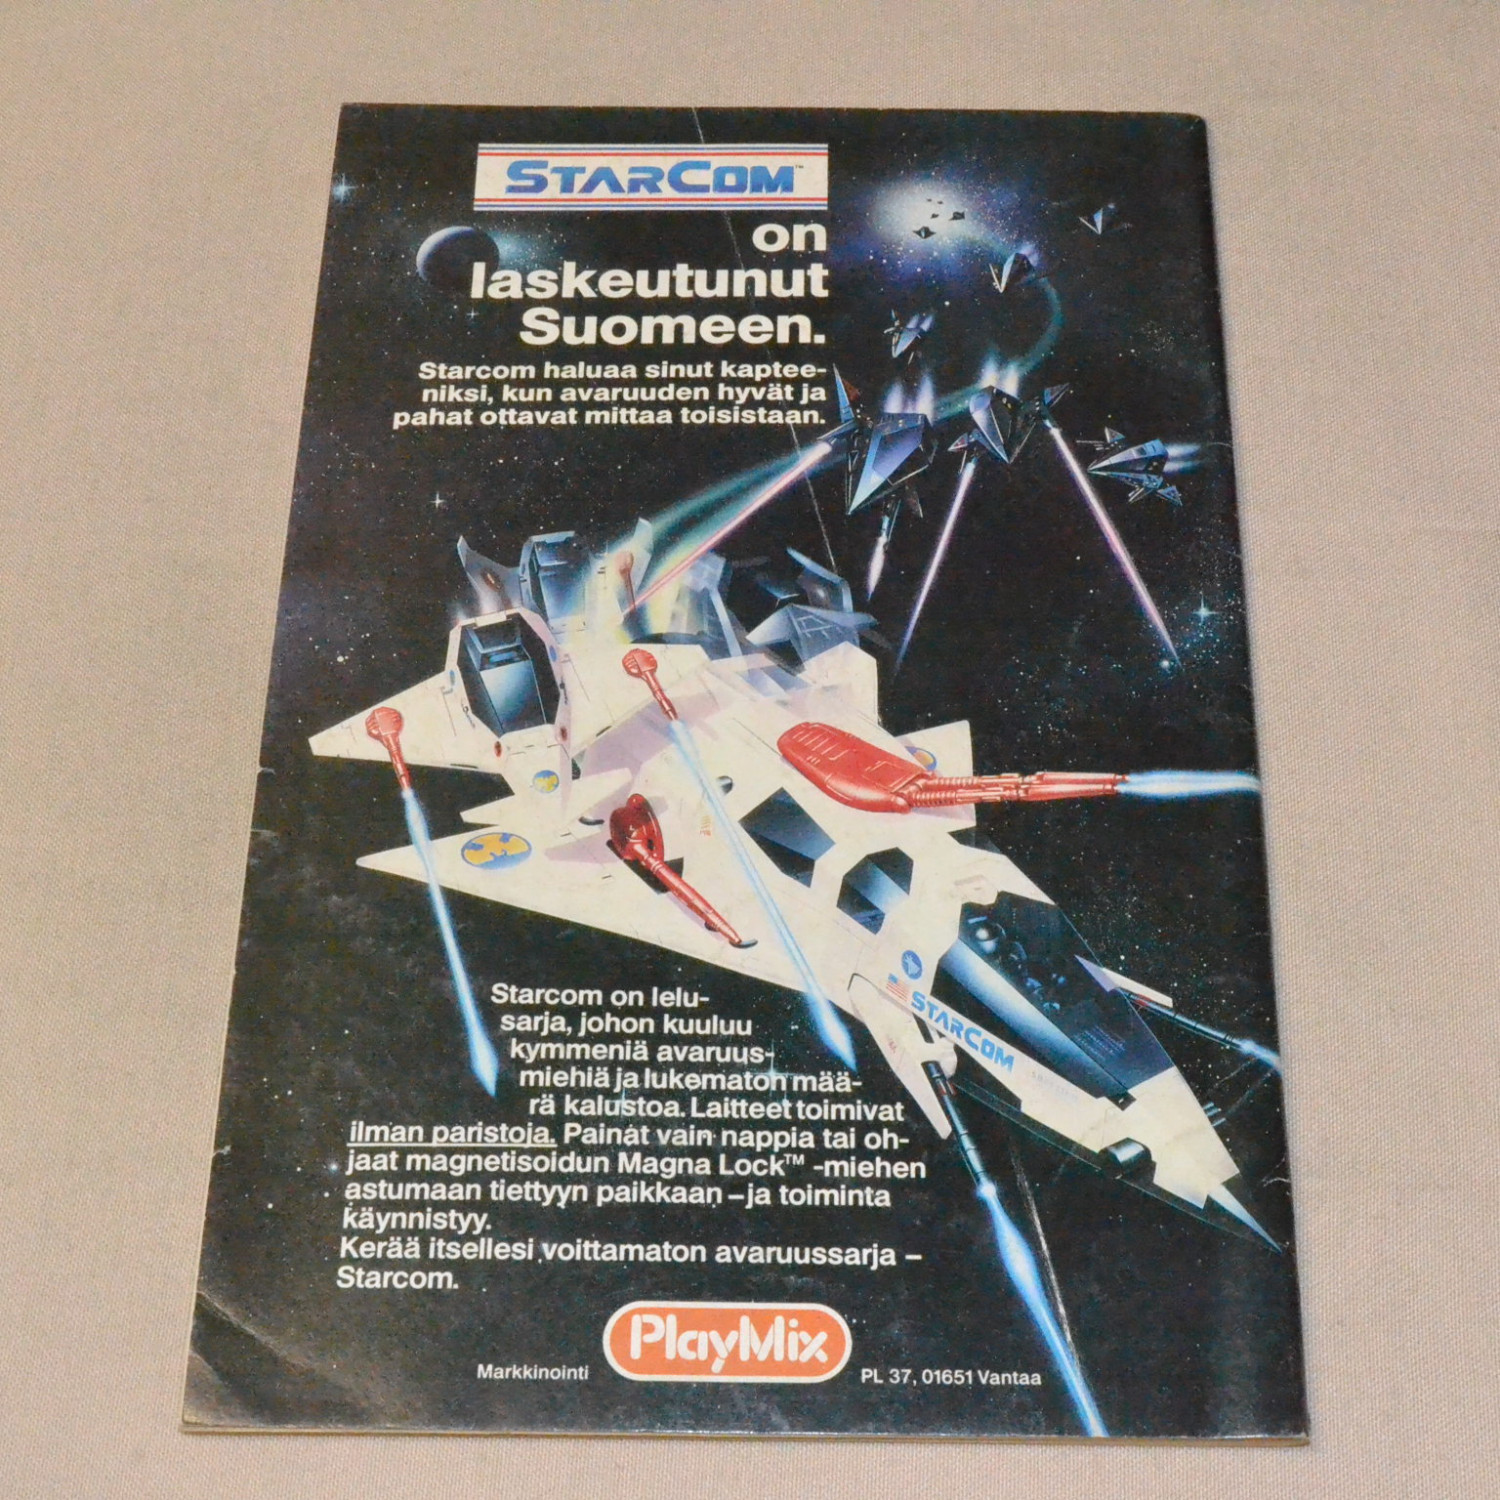 STARCOM™
on
laskeutunut
Suomeen.
Starcom haluaa sinut kaptee-
niksi, kun avaruuden hyvät ja
pahat ottavat mittaa toisistaan.
STARCOM
Starcom on lelu-
sarja, johon kuuluu
kymmeniä avaruus-
miehiä ja lukematon mää-
rä kalustoa. Laitteet toimivat
ilman paristoja. Painat vain nappia tai oh-
jaat magnetisoidun Magna Lock™ -miehen
astumaan tiettyyn paikkaan – ja toiminta
käynnistyy.
Kerää itsellesi voittamaton avaruussarja –
Starcom.
Markkinointi PlayMix PL 37, 01651 Vantaa